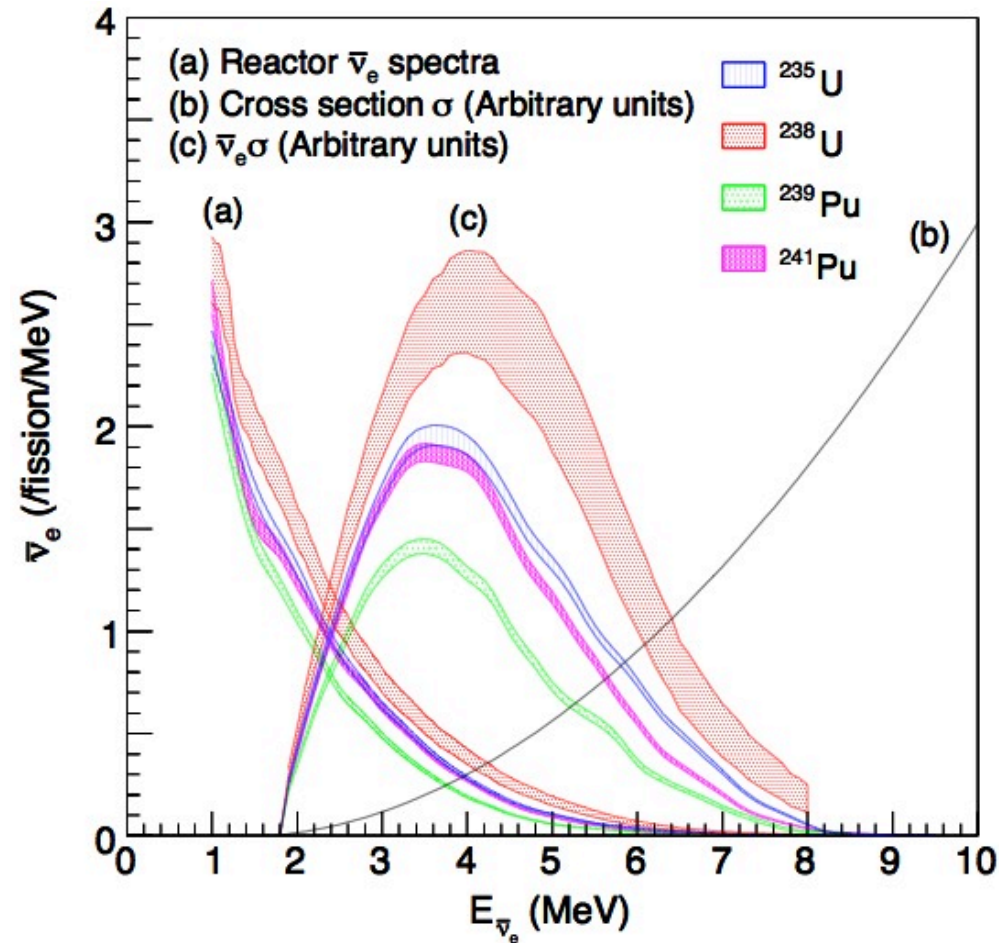 (a) Reactor ν̅ₑ spectra
(b) Cross section σ (Arbitrary units)
(c) ν̅ₑσ (Arbitrary units)
²³⁵U
²³⁸U
²³⁹Pu
²⁴¹Pu
(a)
(c)
(b)
ν̅ₑ (/fission/MeV)
4
3
2
1
0
0 1 2 3 4 5 6 7 8 9 10
E_ν̅ₑ (MeV)